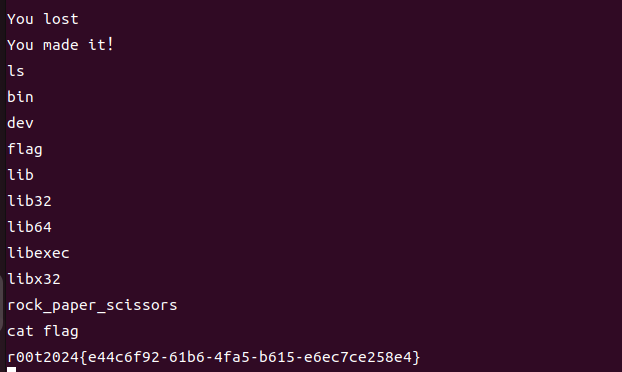 You lost
You made it!
ls
bin
dev
flag
lib
lib32
lib64
libexec
libx32
rock_paper_scissors
cat flag
r00t2024{e44c6f92-61b6-4fa5-b615-e6ec7ce258e4}